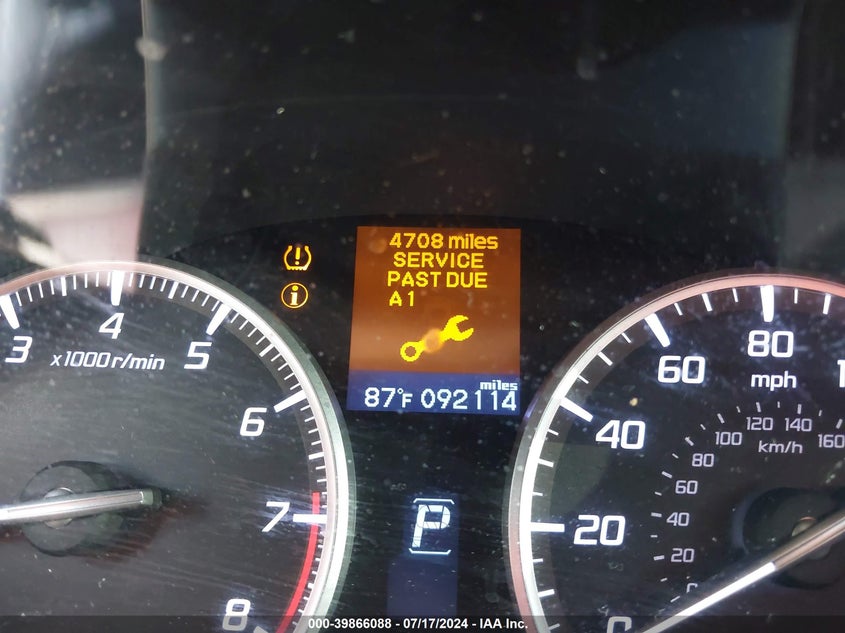 4708 miles
SERVICE
PAST DUE
A1
miles
87°F 092114
P
3 4 5 6 7 8
x1000r/min
0 20 40 60 80
mph
0 20 40 60 80 100 120 140 160
km/h
000-39866088 - 07/17/2024 - IAA Inc.